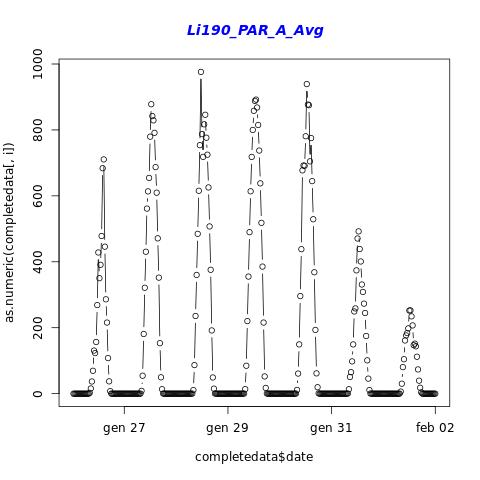 Li190_PAR_A_Avg
as.numeric(completedata[, i])
1000
800
600
400
200
0
gen 27 gen 29 gen 31 feb 02
completedata$date